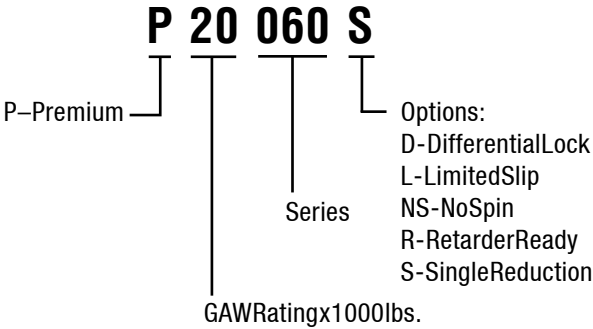 P 20 060 S
P–Premium
Options:
D-DifferentialLock
L-LimitedSlip
NS-NoSpin
R-RetarderReady
S-SingleReduction
Series
GAWRatingx1000lbs.